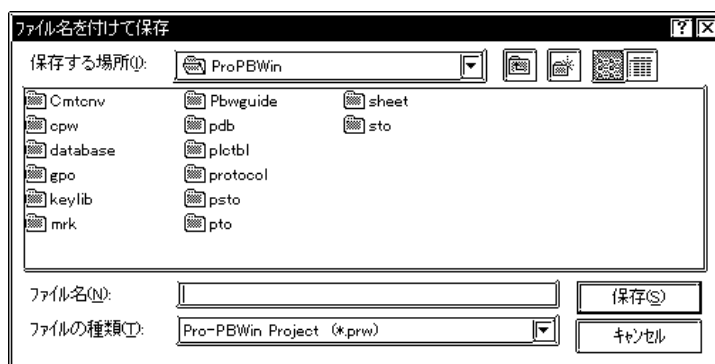 ファイル名を付けて保存
保存する場所(I):
ProPBWin
Cmtcnv
cpw
database
gpo
keylib
mrk
Pbwguide
pdb
plctbl
protocol
psto
pto
sheet
sto
ファイル名(N):
保存(S)
ファイルの種類(T):
Pro-PBWin Project (*.prw)
キャンセル